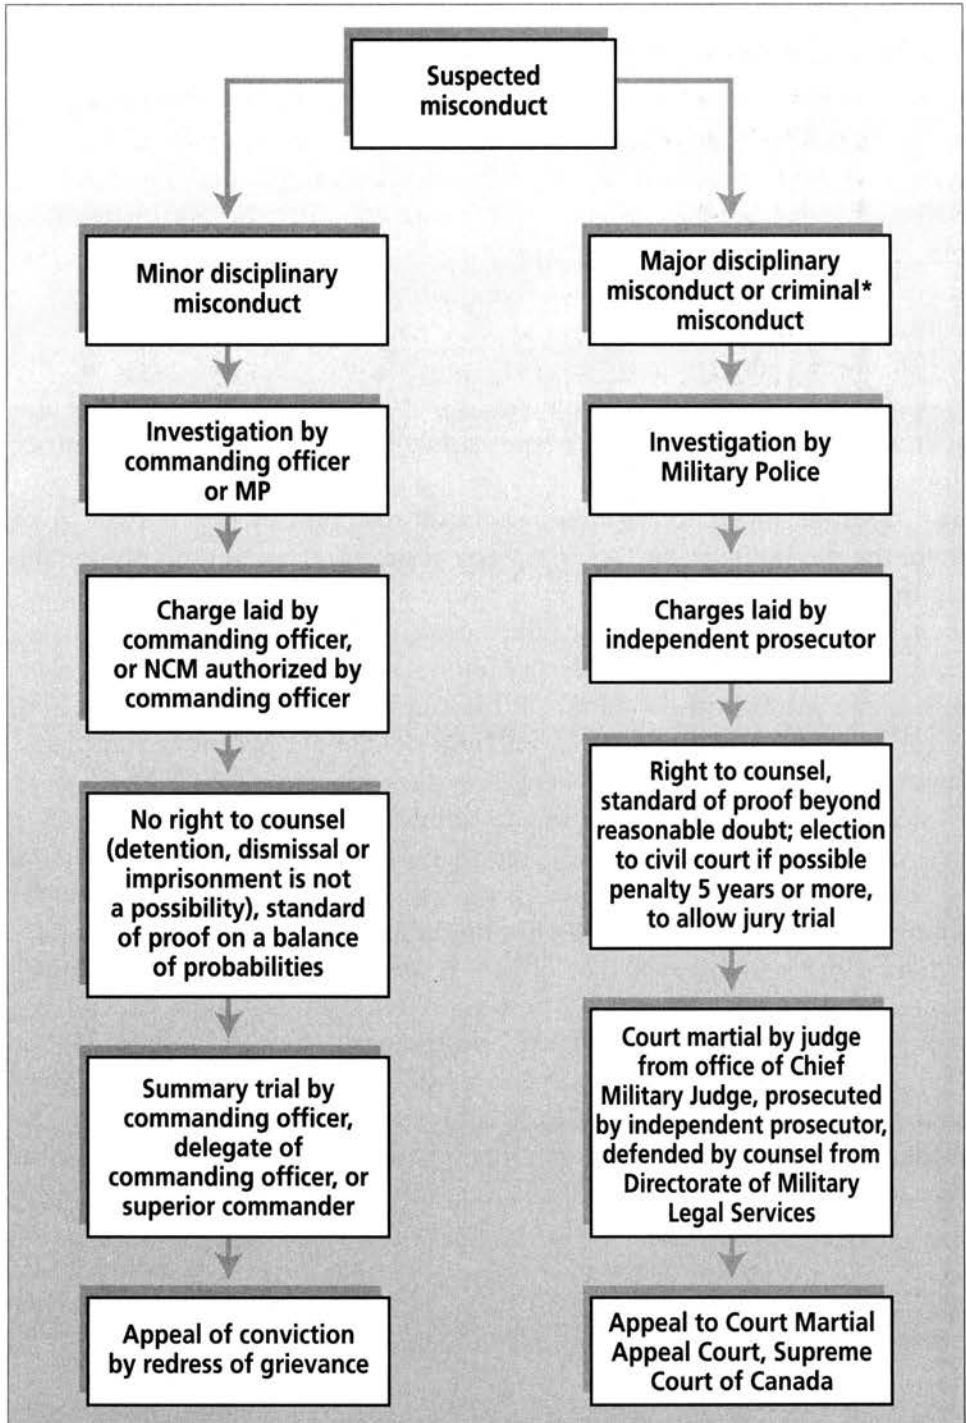 Suspected
misconduct
Minor disciplinary
misconduct
Investigation by
commanding officer
or MP
Charge laid by
commanding officer,
or NCM authorized by
commanding officer
No right to counsel
(detention, dismissal or
imprisonment is not
a possibility), standard
of proof on a balance
of probabilities
Summary trial by
commanding officer,
delegate of
commanding officer, or
superior commander
Appeal of conviction
by redress of grievance
Major disciplinary
misconduct or criminal*
misconduct
Investigation by
Military Police
Charges laid by
independent prosecutor
Right to counsel,
standard of proof beyond
reasonable doubt; election
to civil court if possible
penalty 5 years or more,
to allow jury trial
Court martial by judge
from office of Chief
Military Judge, prosecuted
by independent prosecutor,
defended by counsel from
Directorate of Military
Legal Services
Appeal to Court Martial
Appeal Court, Supreme
Court of Canada